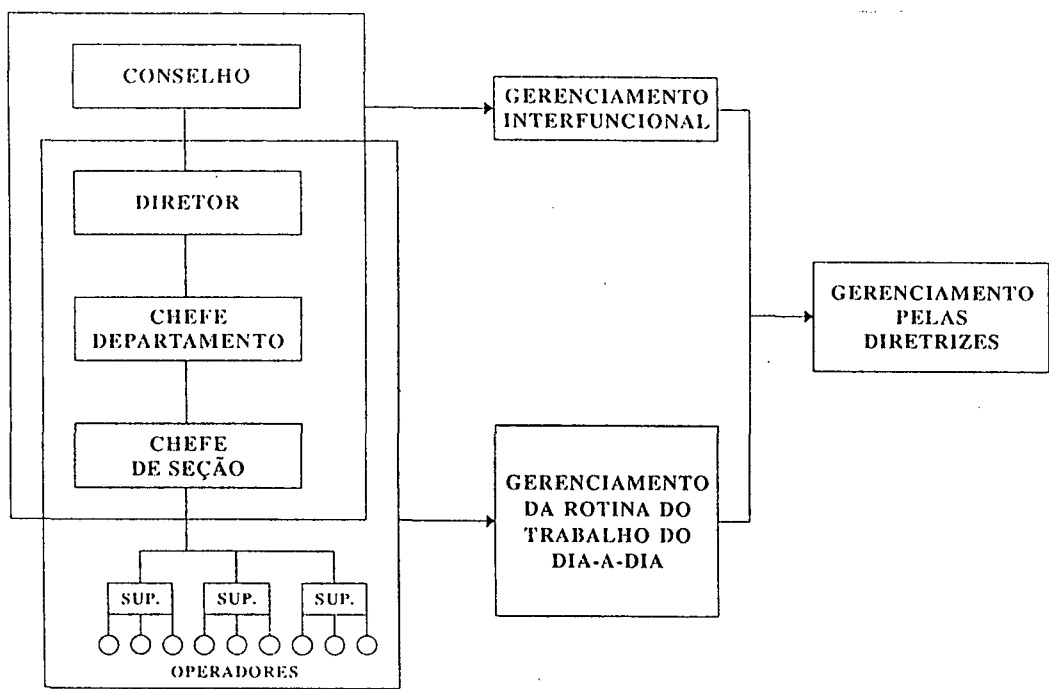 CONSELHO
DIRETOR
CHEFE
DEPARTAMENTO
CHEFE
DE SEÇÃO
SUP.
SUP.
SUP.
OPERADORES
GERENCIAMENTO
INTERFUNCIONAL
GERENCIAMENTO
DA ROTINA DO
TRABALHO DO
DIA-A-DIA
GERENCIAMENTO
PELAS
DIRETRIZES